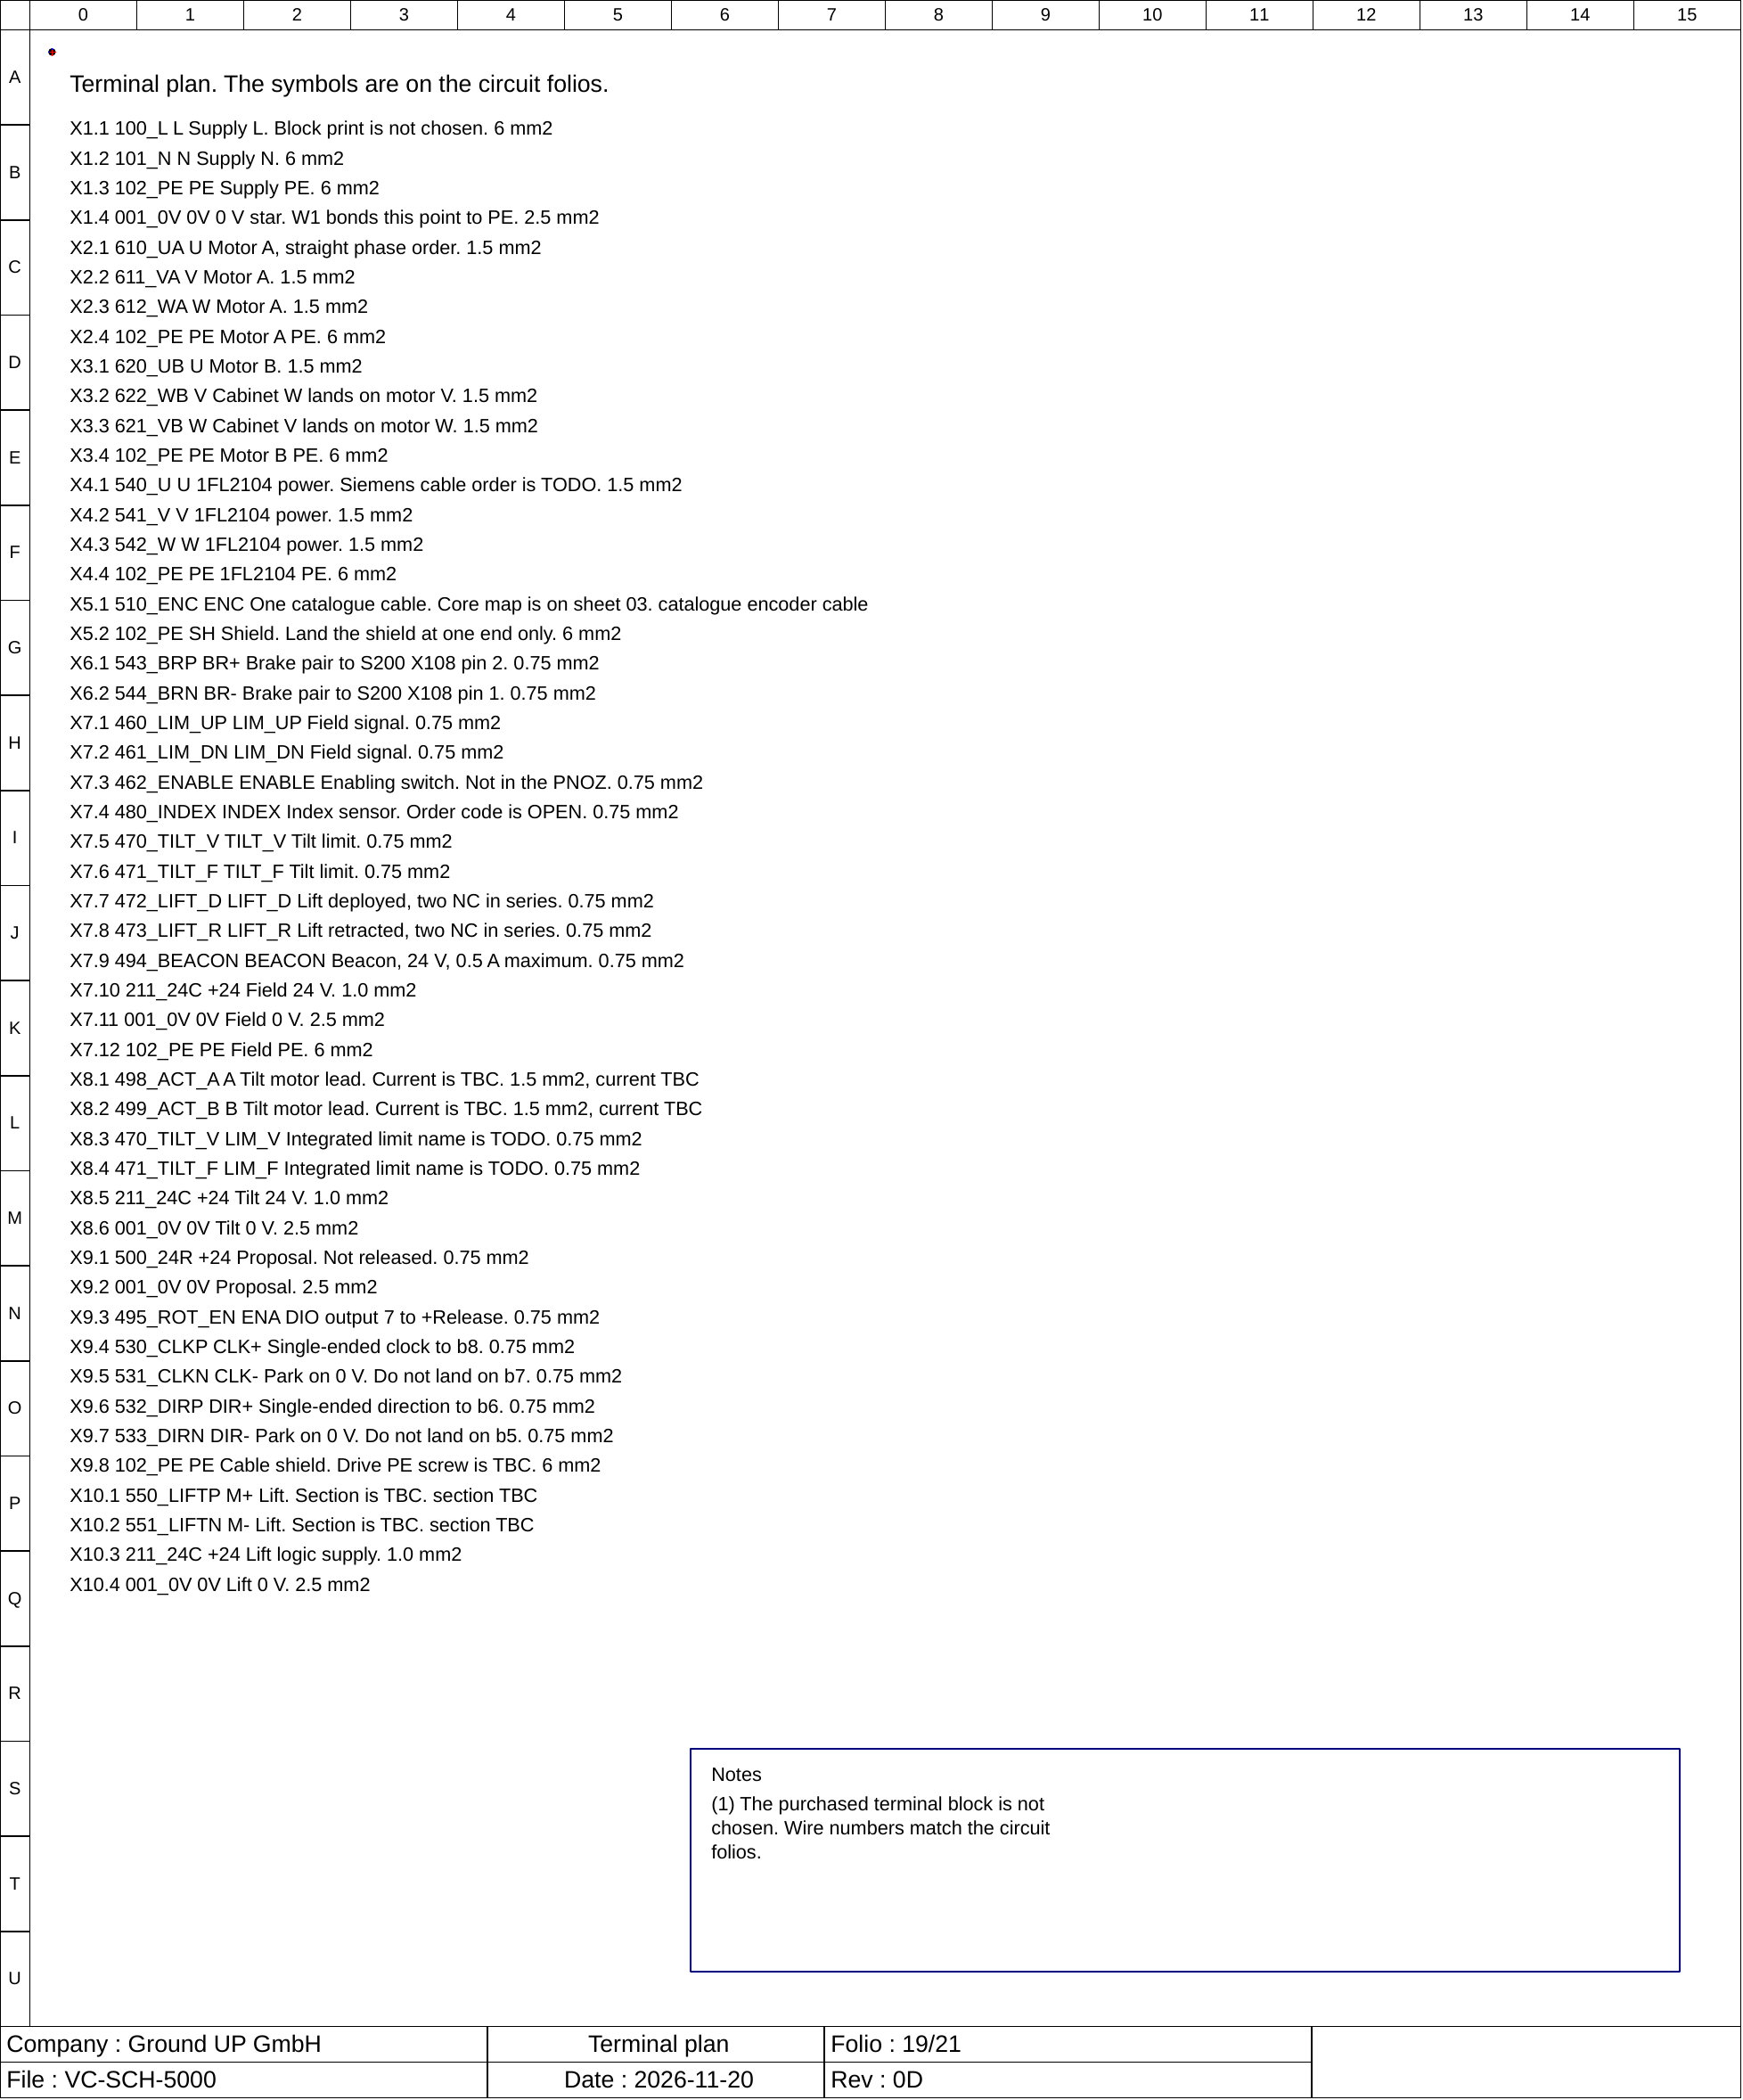 0 1 2 3 4 5 6 7 8 9 10 11 12 13 14 15
A
B
C
D
E
F
G
H
I
J
K
L
M
N
O
P
Q
R
S
T
U
Terminal plan. The symbols are on the circuit folios.
X1.1 100_L L Supply L. Block print is not chosen. 6 mm2
X1.2 101_N N Supply N. 6 mm2
X1.3 102_PE PE Supply PE. 6 mm2
X1.4 001_0V 0V 0 V star. W1 bonds this point to PE. 2.5 mm2
X2.1 610_UA U Motor A, straight phase order. 1.5 mm2
X2.2 611_VA V Motor A. 1.5 mm2
X2.3 612_WA W Motor A. 1.5 mm2
X2.4 102_PE PE Motor A PE. 6 mm2
X3.1 620_UB U Motor B. 1.5 mm2
X3.2 622_WB V Cabinet W lands on motor V. 1.5 mm2
X3.3 621_VB W Cabinet V lands on motor W. 1.5 mm2
X3.4 102_PE PE Motor B PE. 6 mm2
X4.1 540_U U 1FL2104 power. Siemens cable order is TODO. 1.5 mm2
X4.2 541_V V 1FL2104 power. 1.5 mm2
X4.3 542_W W 1FL2104 power. 1.5 mm2
X4.4 102_PE PE 1FL2104 PE. 6 mm2
X5.1 510_ENC ENC One catalogue cable. Core map is on sheet 03. catalogue encoder cable
X5.2 102_PE SH Shield. Land the shield at one end only. 6 mm2
X6.1 543_BRP BR+ Brake pair to S200 X108 pin 2. 0.75 mm2
X6.2 544_BRN BR- Brake pair to S200 X108 pin 1. 0.75 mm2
X7.1 460_LIM_UP LIM_UP Field signal. 0.75 mm2
X7.2 461_LIM_DN LIM_DN Field signal. 0.75 mm2
X7.3 462_ENABLE ENABLE Enabling switch. Not in the PNOZ. 0.75 mm2
X7.4 480_INDEX INDEX Index sensor. Order code is OPEN. 0.75 mm2
X7.5 470_TILT_V TILT_V Tilt limit. 0.75 mm2
X7.6 471_TILT_F TILT_F Tilt limit. 0.75 mm2
X7.7 472_LIFT_D LIFT_D Lift deployed, two NC in series. 0.75 mm2
X7.8 473_LIFT_R LIFT_R Lift retracted, two NC in series. 0.75 mm2
X7.9 494_BEACON BEACON Beacon, 24 V, 0.5 A maximum. 0.75 mm2
X7.10 211_24C +24 Field 24 V. 1.0 mm2
X7.11 001_0V 0V Field 0 V. 2.5 mm2
X7.12 102_PE PE Field PE. 6 mm2
X8.1 498_ACT_A A Tilt motor lead. Current is TBC. 1.5 mm2, current TBC
X8.2 499_ACT_B B Tilt motor lead. Current is TBC. 1.5 mm2, current TBC
X8.3 470_TILT_V LIM_V Integrated limit name is TODO. 0.75 mm2
X8.4 471_TILT_F LIM_F Integrated limit name is TODO. 0.75 mm2
X8.5 211_24C +24 Tilt 24 V. 1.0 mm2
X8.6 001_0V 0V Tilt 0 V. 2.5 mm2
X9.1 500_24R +24 Proposal. Not released. 0.75 mm2
X9.2 001_0V 0V Proposal. 2.5 mm2
X9.3 495_ROT_EN ENA DIO output 7 to +Release. 0.75 mm2
X9.4 530_CLKP CLK+ Single-ended clock to b8. 0.75 mm2
X9.5 531_CLKN CLK- Park on 0 V. Do not land on b7. 0.75 mm2
X9.6 532_DIRP DIR+ Single-ended direction to b6. 0.75 mm2
X9.7 533_DIRN DIR- Park on 0 V. Do not land on b5. 0.75 mm2
X9.8 102_PE PE Cable shield. Drive PE screw is TBC. 6 mm2
X10.1 550_LIFTP M+ Lift. Section is TBC. section TBC
X10.2 551_LIFTN M- Lift. Section is TBC. section TBC
X10.3 211_24C +24 Lift logic supply. 1.0 mm2
X10.4 001_0V 0V Lift 0 V. 2.5 mm2
Notes
(1) The purchased terminal block is not
chosen. Wire numbers match the circuit
folios.
Company : Ground UP GmbH
Terminal plan
Folio : 19/21
File : VC-SCH-5000
Date : 2026-11-20
Rev : 0D